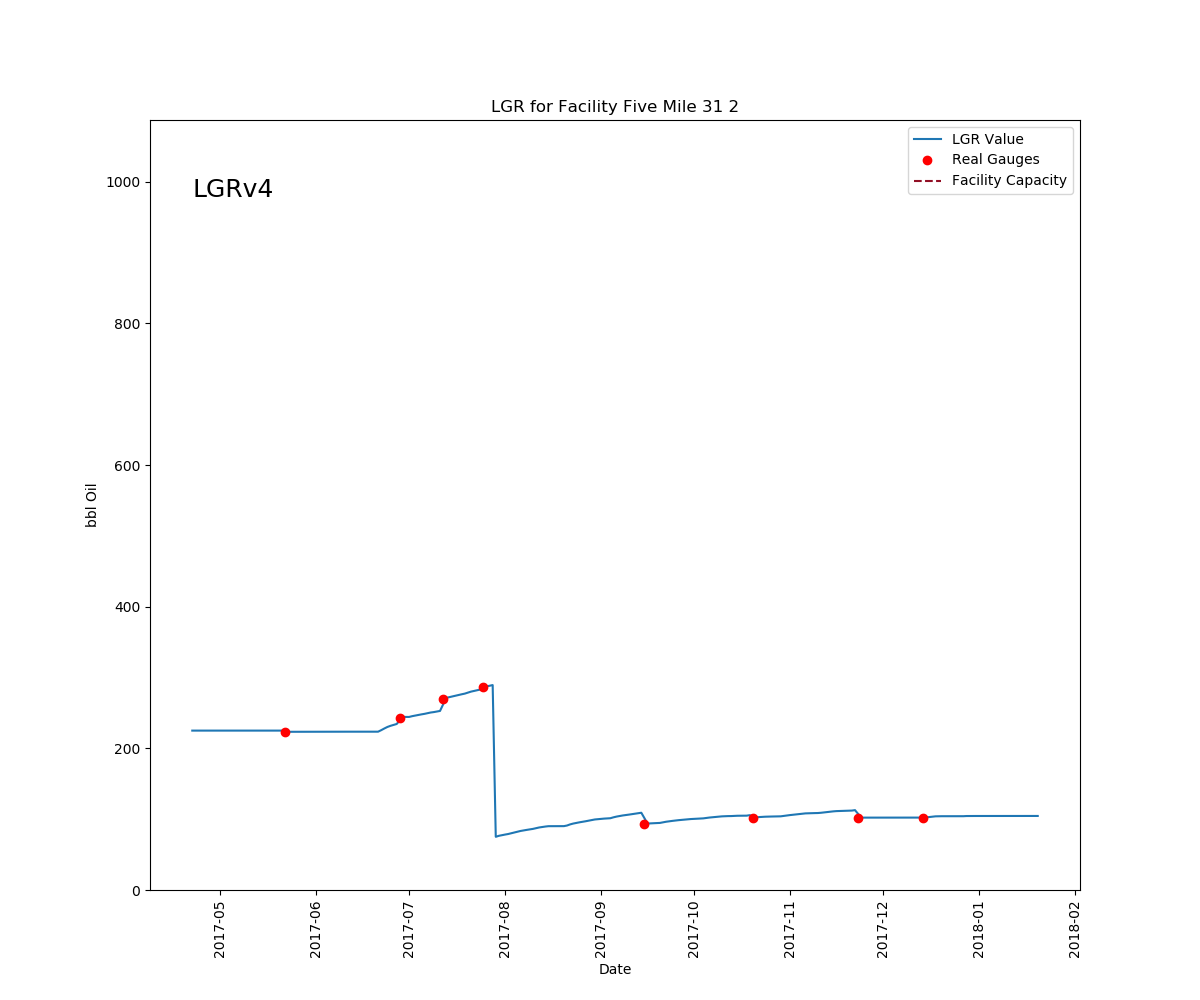 LGR for Facility Five Mile 31 2
LGRv4
LGR Value
Real Gauges
Facility Capacity
bbl Oil
1000
800
600
400
200
0
2017-05
2017-06
2017-07
2017-08
2017-09
2017-10
2017-11
2017-12
2018-01
2018-02
Date